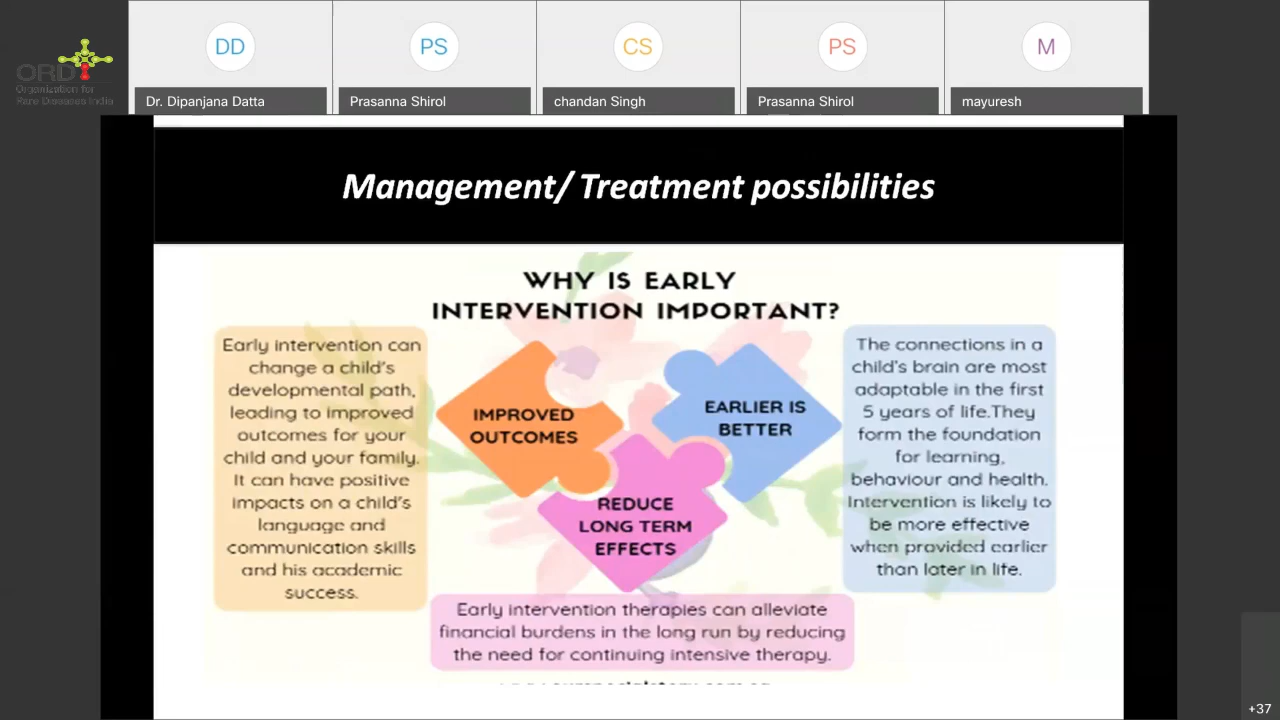 DD
PS
CS
PS
M
ORDI
Organization for
Rare Diseases India
Dr. Dipanjana Datta
Prasanna Shirol
chandan Singh
Prasanna Shirol
mayuresh
Management/ Treatment possibilities
WHY IS EARLY
INTERVENTION IMPORTANT?
Early intervention can
change a child's
developmental path,
leading to improved
outcomes for your
child and your family.
It can have positive
impacts on a child's
language and
communication skills
and his academic
success.
IMPROVED
OUTCOMES
EARLIER IS
BETTER
REDUCE
LONG TERM
EFFECTS
The connections in a
child's brain are most
adaptable in the first
5 years of life.They
form the foundation
for learning,
behaviour and health.
Intervention is likely to
be more effective
when provided earlier
than later in life.
Early intervention therapies can alleviate
financial burdens in the long run by reducing
the need for continuing intensive therapy.
+37